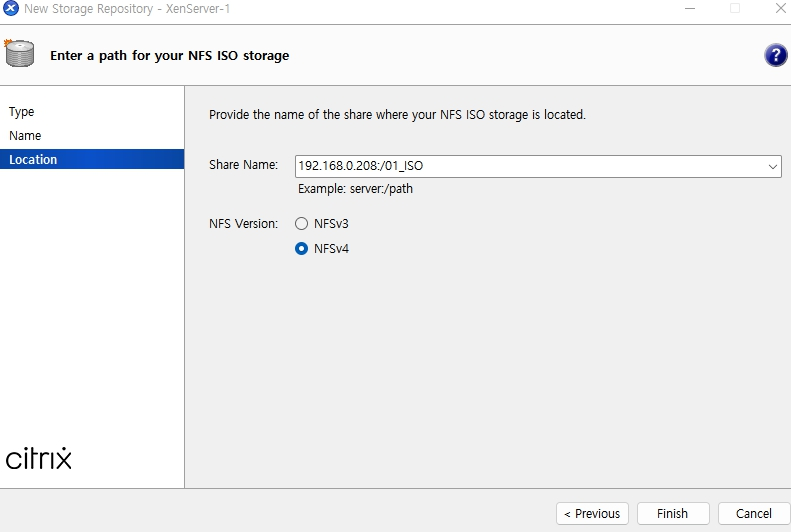 New Storage Repository - XenServer-1
Enter a path for your NFS ISO storage
?
Type
Name
Location
Provide the name of the share where your NFS ISO storage is located.
Share Name: 192.168.0.208:/01_ISO
Example: server:/path
NFS Version: NFSv3
NFSv4
citrix
< Previous Finish Cancel